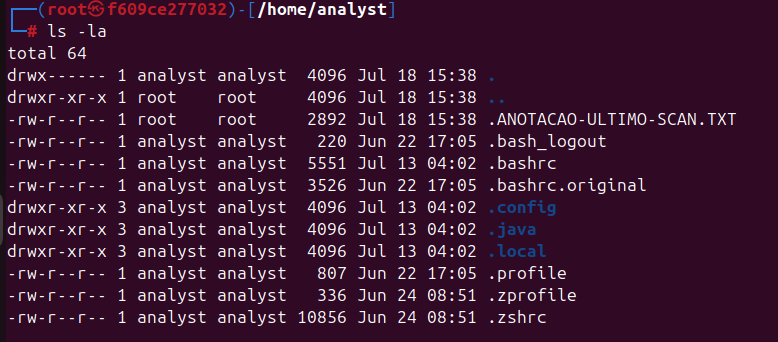 ┌──(root㉿f609ce277032)-[/home/analyst]
└─# ls -la
total 64
drwx------ 1 analyst analyst  4096 Jul 18 15:38 .
drwxr-xr-x 1 root    root     4096 Jul 18 15:38 ..
-rw-r--r-- 1 root    root     2892 Jul 18 15:38 .ANOTACAO-ULTIMO-SCAN.TXT
-rw-r--r-- 1 analyst analyst   220 Jun 22 17:05 .bash_logout
-rw-r--r-- 1 analyst analyst  5551 Jul 13 04:02 .bashrc
-rw-r--r-- 1 analyst analyst  3526 Jun 22 17:05 .bashrc.original
drwxr-xr-x 3 analyst analyst  4096 Jul 13 04:02 .config
drwxr-xr-x 3 analyst analyst  4096 Jul 13 04:02 .java
drwxr-xr-x 3 analyst analyst  4096 Jul 13 04:02 .local
-rw-r--r-- 1 analyst analyst   807 Jun 22 17:05 .profile
-rw-r--r-- 1 analyst analyst   336 Jun 24 08:51 .zprofile
-rw-r--r-- 1 analyst analyst 10856 Jun 24 08:51 .zshrc